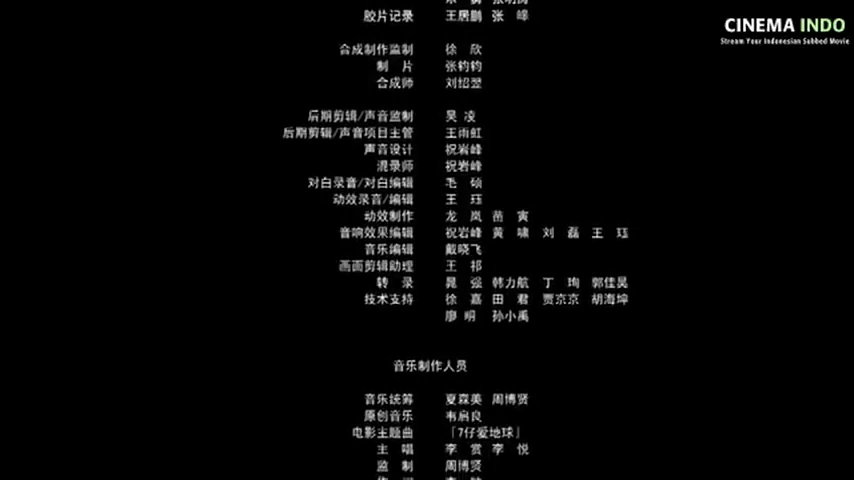 CINEMA INDO
Stream Your Indonesian Subbed Movie
胶片记录 王居鹏 张 嶂
合成制作监制 徐 欣
制 片 张钧钧
合成师 刘绍翌
后期剪辑/声音监制 吴 凌
后期剪辑/声音项目主管 王雨虹
声音设计 祝岩峰
混录师 祝岩峰
对白录音/对白编辑 毛 硕
动效录音/编辑 王 珏
动效制作 龙 岚 苗 寅
音响效果编辑 祝岩峰 黄 啸 刘 磊 王 珏
音乐编辑 戴晓飞
画面剪辑助理 王 祁
转 录 晁 强 韩力航 丁 珣 郭佳昊
技术支持 徐 嘉 田 君 贾京京 胡海坤
廖 明 孙小禹
音乐制作人员
音乐统筹 夏森美 周博贤
原创音乐 韦启良
电影主题曲 「7仔爱地球」
主 唱 李 赏 李 悦
监 制 周博贤